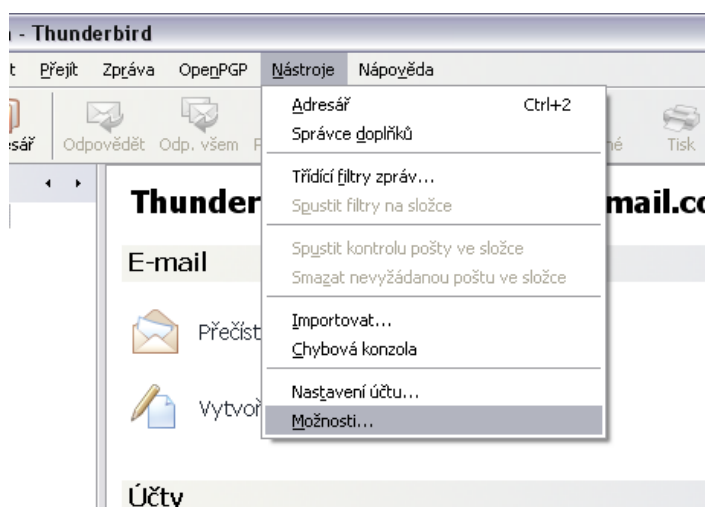 - Thunderbird
t Přejít Zpráva OpenPGP Nástroje Nápověda
Adresář Ctrl+2
Správce doplňků
sář Odpovědět Odp. všem né Tisk
Třídící filtry zpráv...
Spustit filtry na složce
Thunder mail.co
Spustit kontrolu pošty ve složce
Smazat nevyžádanou poštu ve složce
E-mail
Importovat...
Chybová konzola
Přečíst
Nastavení účtu...
Možnosti...
Vytvoř
Účty